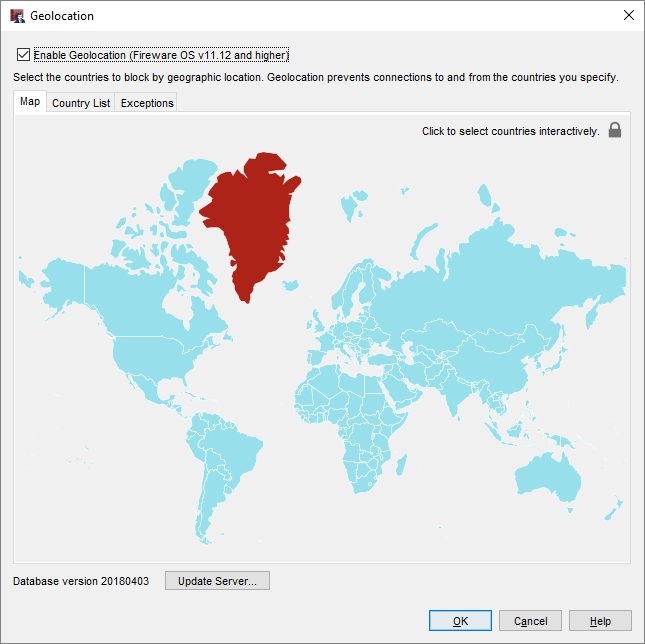 Geolocation
Enable Geolocation (Fireware OS v11.12 and higher)
Select the countries to block by geographic location. Geolocation prevents connections to and from the countries you specify.
Map Country List Exceptions
Click to select countries interactively.
Database version 20180403 Update Server...
OK Cancel Help